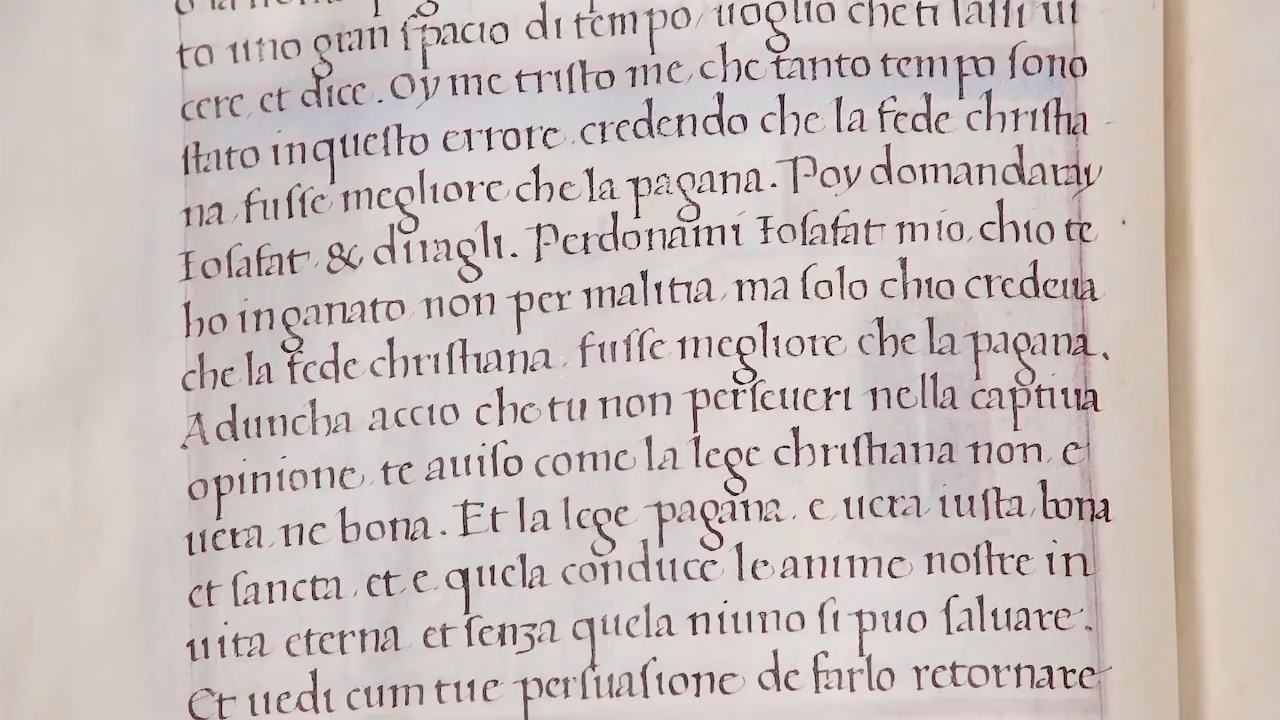 to uno gran ſpacio di tempo, uoglio che ti laſſi ui
cere, et dice. Oy me triſto me, che tanto tempo ſono
ſtato in queſto errore, credendo che la fede chriſtia
na, fuſſe megliore che la pagana. Poy domandaray
Ioſafat, & diragli. Perdonami Ioſafat mio, chio te
ho inganato non per malitia, ma ſolo chio credeua
che la fede chriſtiana, fuſſe megliore che la pagana.
Aduncha accio che tu non perſeueri nella captiua
opinione, te auiſo come la lege chriſtiana non, e
uera, ne bona. Et la lege pagana, e, uera, iuſta, bona
et ſancta, et e, quela conduce le anime noſtre in
uita eterna, et ſenza quela niuno ſi puo ſaluare.
Et uedi cum tue perſuaſione de farlo retornare